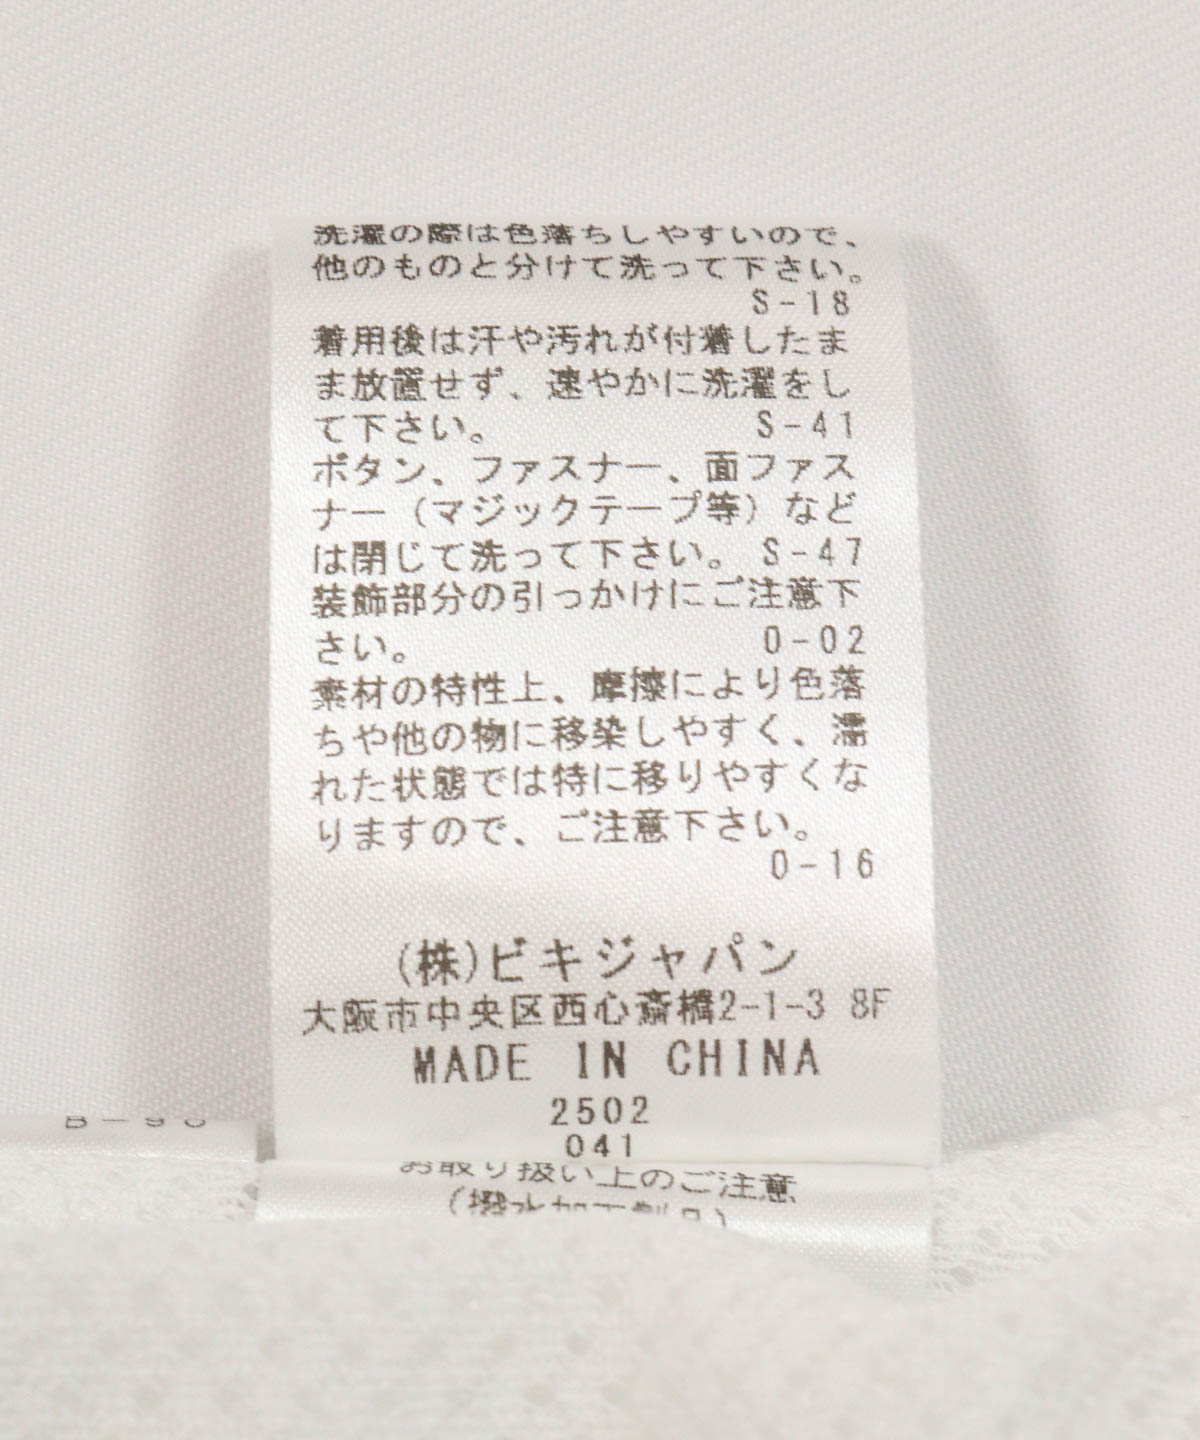 洗濯の際は色落ちしやすいので、
他のものと分けて洗って下さい。
S-18
着用後は汗や汚れが付着したま
ま放置せず、速やかに洗濯をし
て下さい。 S-41
ボタン、ファスナー、面ファス
ナー（マジックテープ等）など
は閉じて洗って下さい。 S-47
装飾部分の引っかけにご注意下
さい。 O-02
素材の特性上、摩擦により色落
ちや他の物に移染しやすく、濡
れた状態では特に移りやすくな
りますので、ご注意下さい。
O-16
(株)ビキジャパン
大阪市中央区西心斎橋2-1-3 8F
MADE IN CHINA
2502
041
お取り扱い上のご注意
(撥水加工製品)